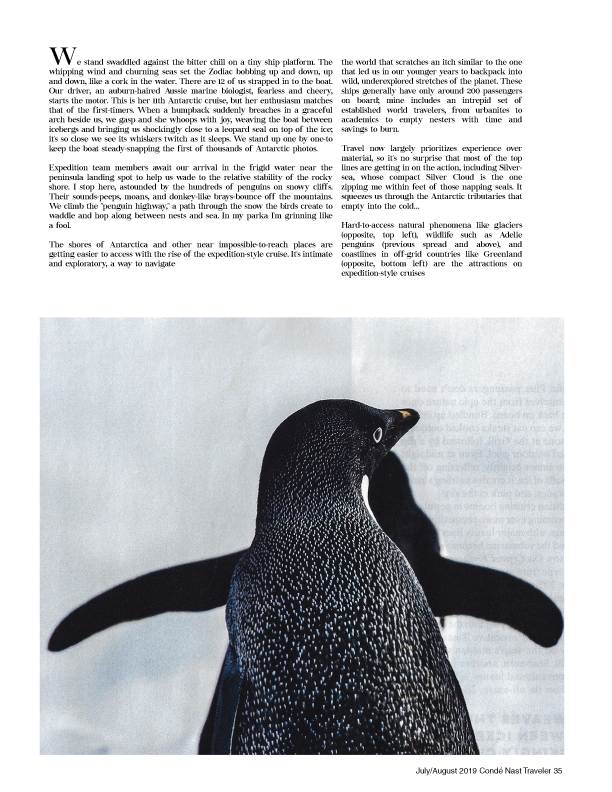 We stand swaddled against the bitter chill on a tiny ship platform. The
whipping wind and churning seas set the Zodiac bobbing up and down, up
and down, like a cork in the water. There are 12 of us strapped in to the boat.
Our driver, an auburn-haired Aussie marine biologist, fearless and cheery,
starts the motor. This is her 11th Antarctic cruise, but her enthusiasm matches
that of the first-timers. When a humpback suddenly breaches in a graceful
arch beside us, we gasp and she whoops with joy, weaving the boat between
icebergs and bringing us shockingly close to a leopard seal on top of the ice;
it's so close we see its whiskers twitch as it sleeps. We stand up one by one-to
keep the boat steady-snapping the first of thousands of Antarctic photos.
Expedition team members await our arrival in the frigid water near the
peninsula landing spot to help us wade to the relative stability of the rocky
shore. I stop here, astounded by the hundreds of penguins on snowy cliffs.
Their sounds-peeps, moans, and donkey-like brays-bounce off the mountains.
We climb the "penguin highway," a path through the snow the birds create to
waddle and hop along between nests and sea. In my parka I'm grinning like
a fool.
The shores of Antarctica and other near impossible-to-reach places are
getting easier to access with the rise of the expedition-style cruise. It's intimate
and exploratory, a way to navigate
the world that scratches an itch similar to the
one that led us in our younger years to backpack into
wild, underexplored stretches of the planet. These
ships generally have only around 200 passengers
on board; mine includes an intrepid set of
established world travelers, from urbanites to
academics to empty nesters with time and
savings to burn.
Travel now largely prioritizes experience over
material, so it's no surprise that most of the top
lines are getting in on the action, including Silver-
sea, whose compact Silver Cloud is the one
zipping me within feet of those napping seals. It
squeezes us through the Antarctic tributaries that
empty into the cold...
Hard-to-access natural phenomena like glaciers
(opposite, top left), wildlife such as Adelie
penguins (previous spread and above), and
coastlines in off-grid countries like Greenland
(opposite, bottom left) are the attractions on
expedition-style cruises
July/August 2019 Condé Nast Traveler 35